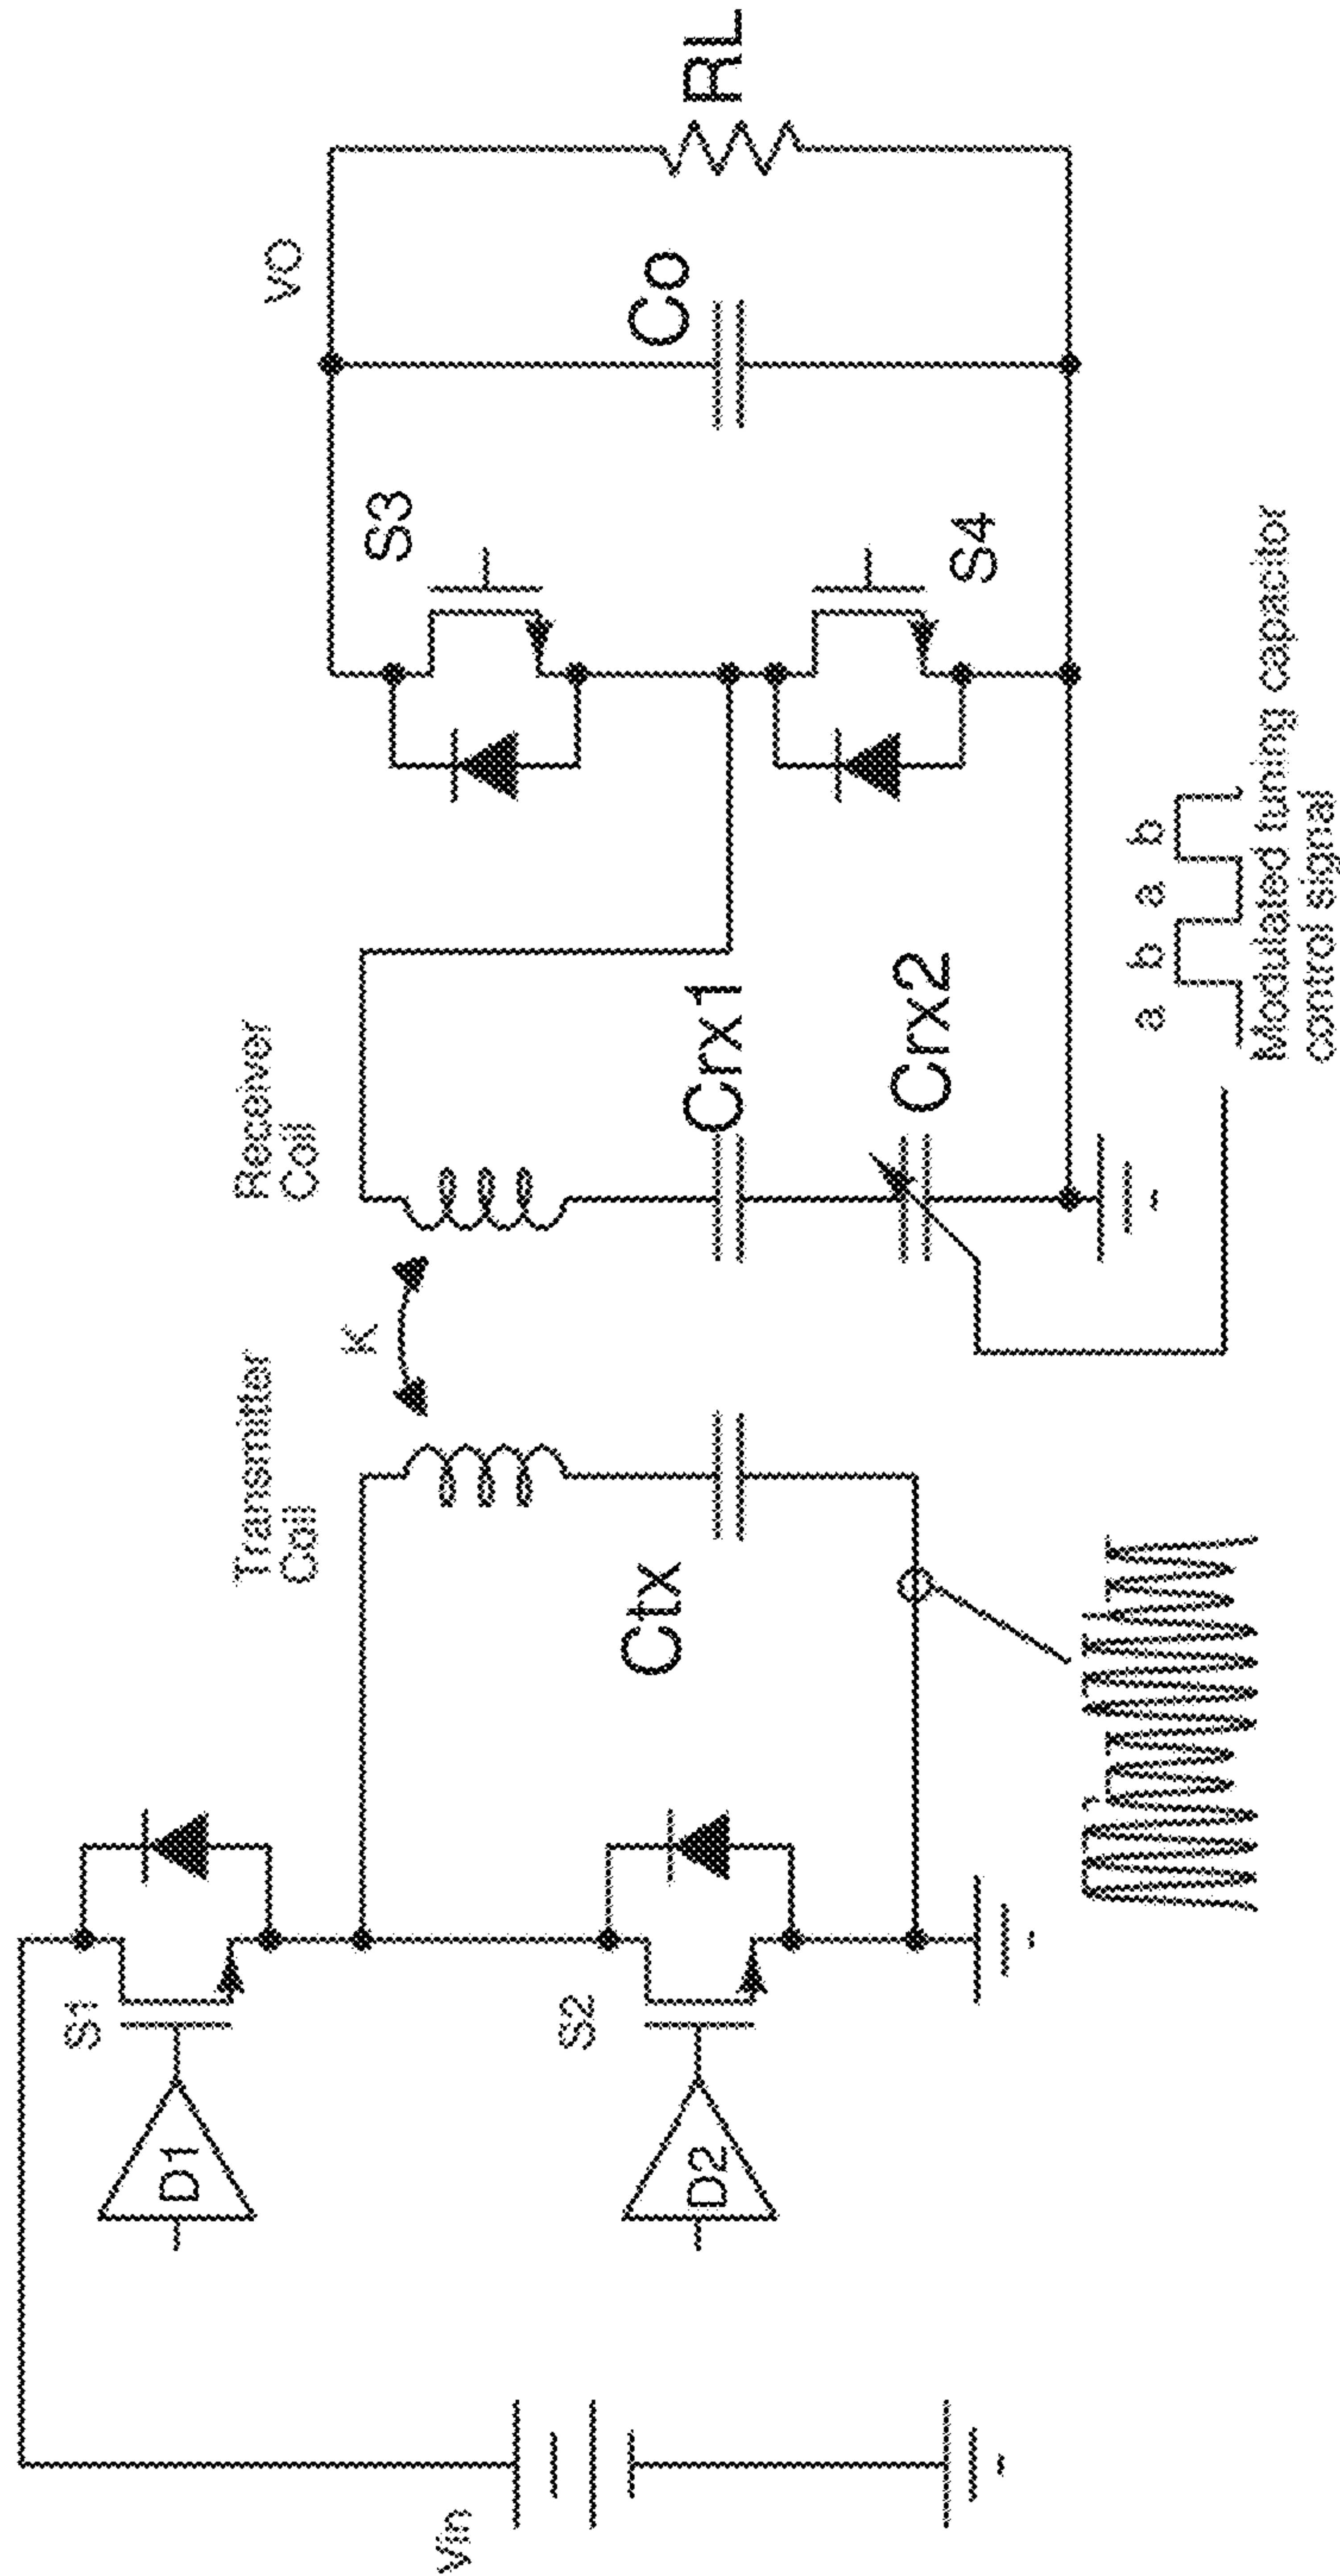 Vin
D1
S1
D2
S2
Ctx
Transmitter
Coil
K
Receiver
Coil
Crx1
Crx2
S3
S4
vo
Co
RL
a b a b
Modulated tuning capacitor
control signal